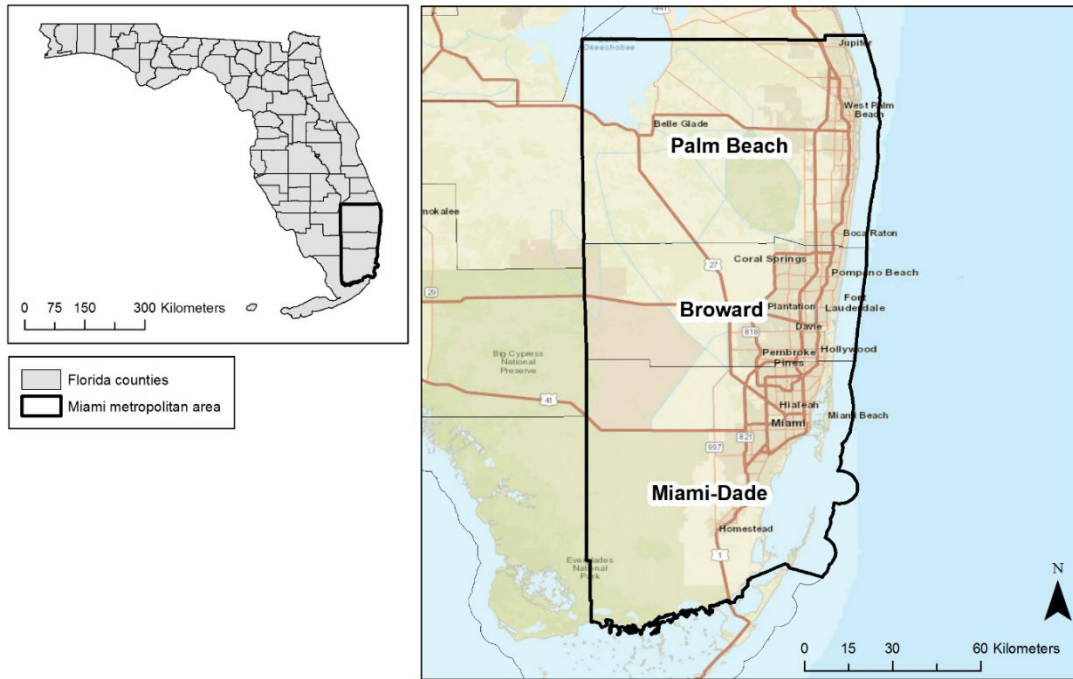 0 75 150 300 Kilometers
Florida counties
Miami metropolitan area
441
Okeechobee
Jupiter
West Palm
Beach
Belle Glade
Palm Beach
mokalee
Boca Raton
Coral Springs
27
Pompano Beach
29
Broward
Plantation
Fort
Lauderdale
818
Davie
Big Cypress
National
Preserve
Pembroke
Pines
Hollywood
41
Hialeah
Miami Beach
Miami
821
997
Miami-Dade
Homestead
1
Everglades
National
Park
N
0 15 30 60 Kilometers